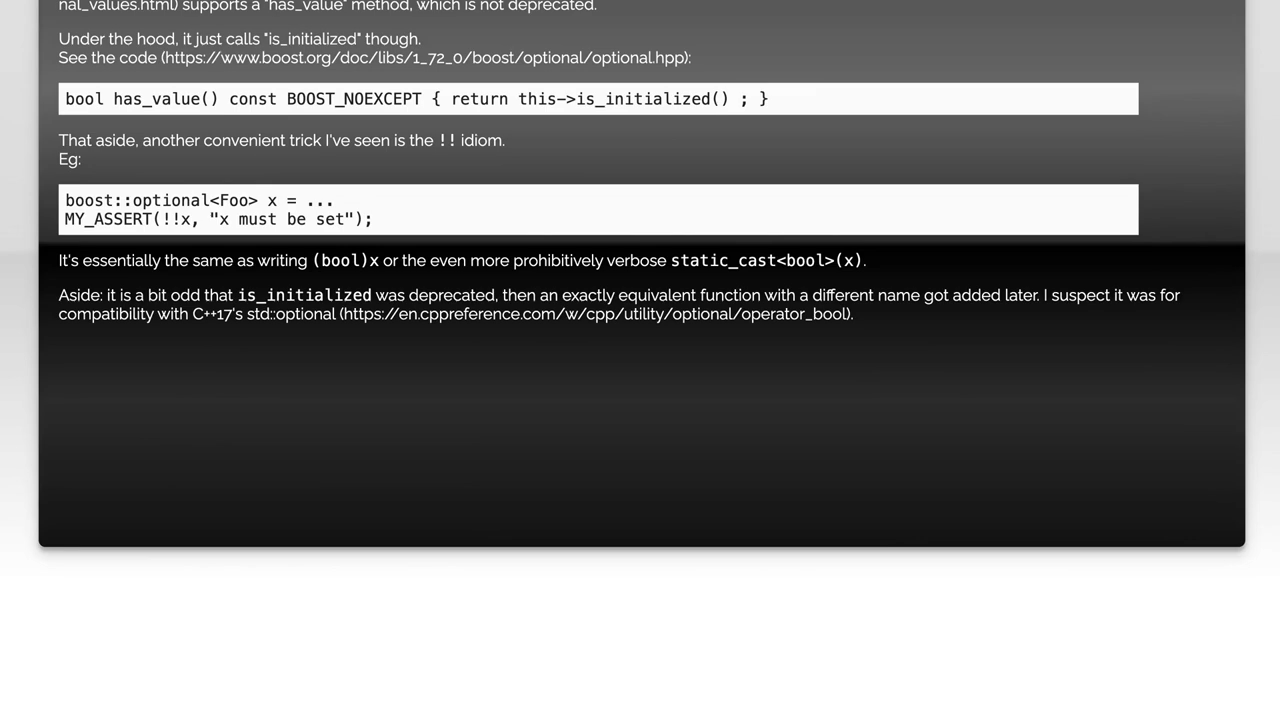 nal_values.html) supports a "has_value" method, which is not deprecated.
Under the hood, it just calls "is_initialized" though.
See the code (https://www.boost.org/doc/libs/1_72_0/boost/optional/optional.hpp):
bool has_value() const BOOST_NOEXCEPT { return this->is_initialized() ; }
That aside, another convenient trick I've seen is the !! idiom.
Eg:
boost::optional<Foo> x = ...
MY_ASSERT(!!x, "x must be set");
It's essentially the same as writing (bool)x or the even more prohibitively verbose static_cast<bool>(x).
Aside: it is a bit odd that is_initialized was deprecated, then an exactly equivalent function with a different name got added later. I suspect it was for
compatibility with C++17's std::optional (https://en.cppreference.com/w/cpp/utility/optional/operator_bool).